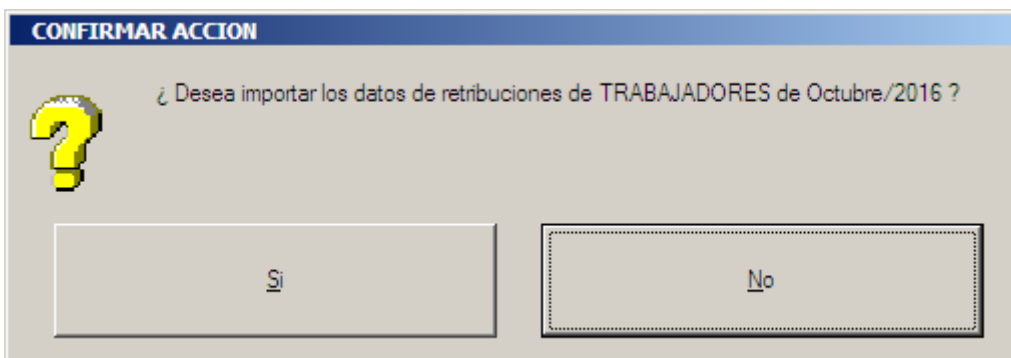 CONFIRMAR ACCION
¿ Desea importar los datos de retribuciones de TRABAJADORES de Octubre/2016 ?
Si
No